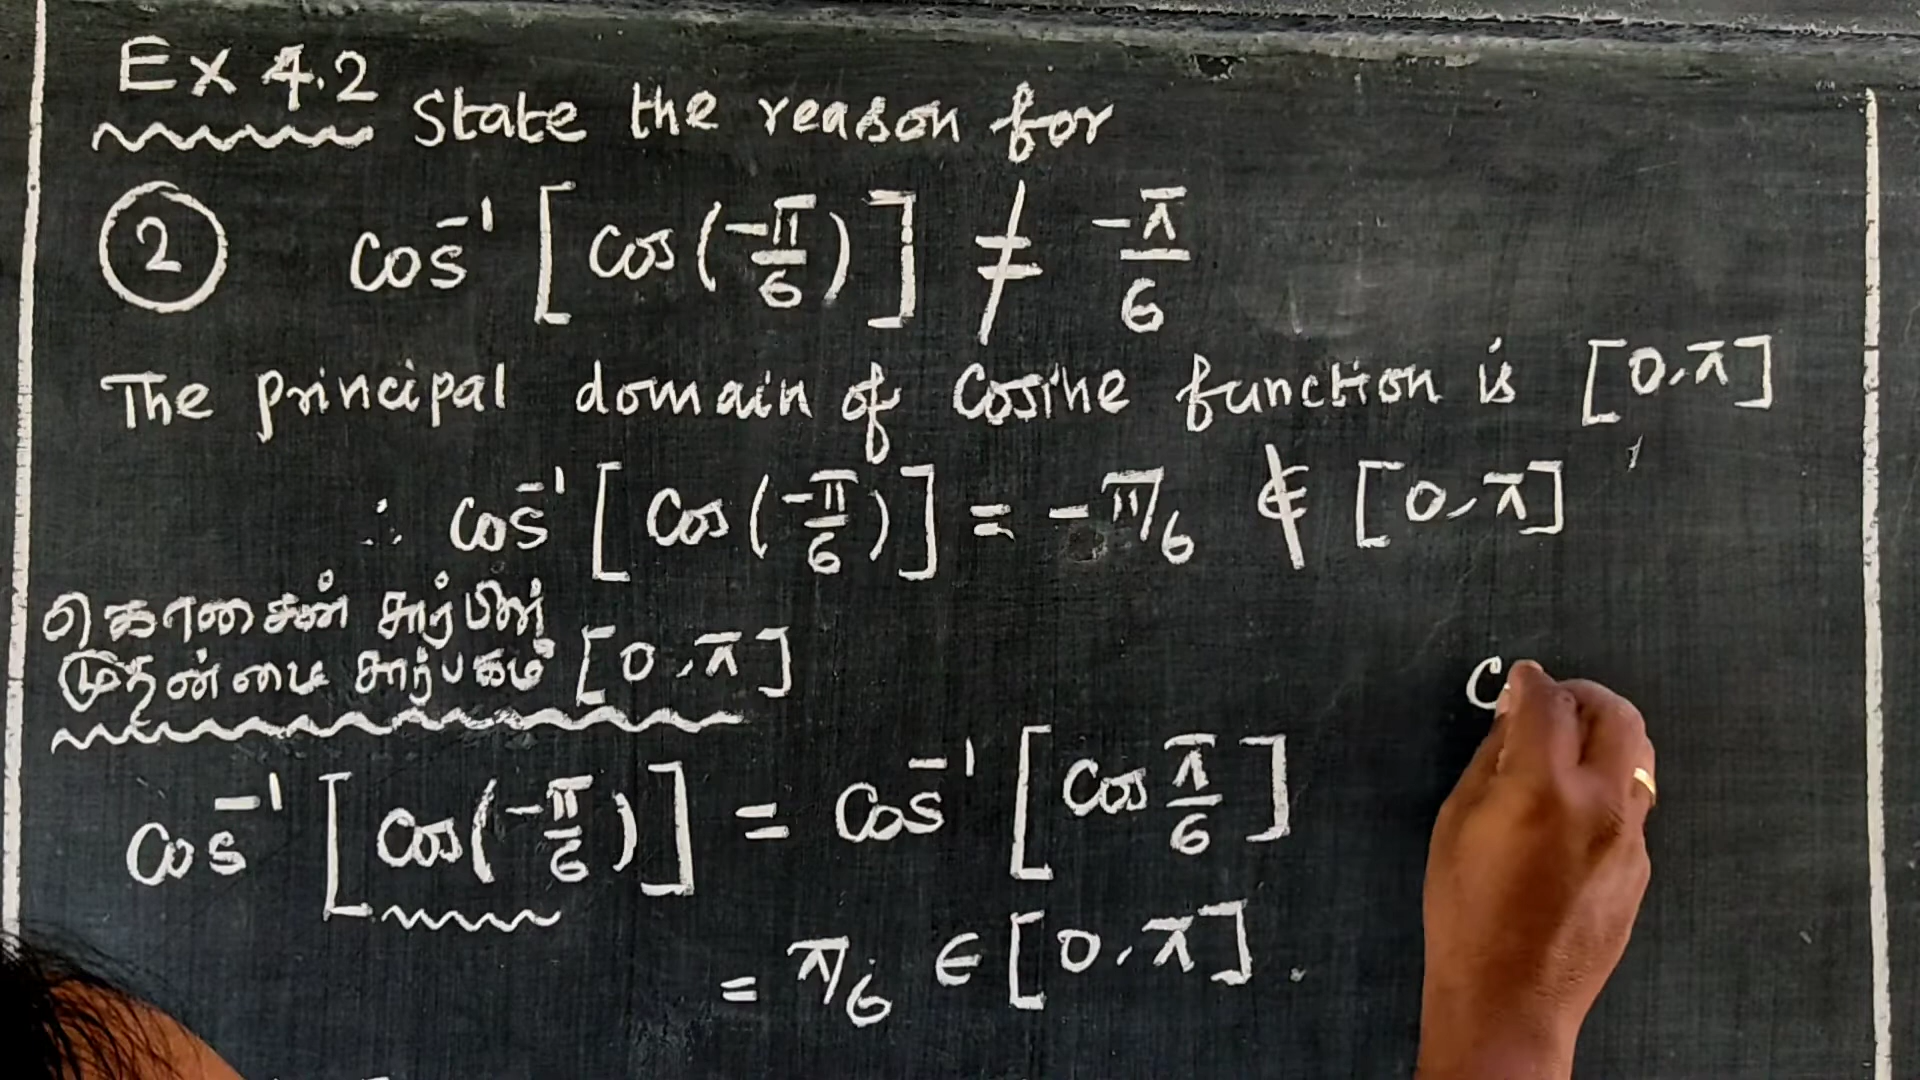 Ex 4.2 State the reason for
② cos⁻¹ [cos(-π/6)] ≠ -π/6
The principal domain of Cosine function is [0,π]
∴ cos⁻¹ [cos(-π/6)] = -π/6 ∉ [0,π]
கொசைன் சார்பின்
முதன்மை சார்பகம் [0,π]
cos⁻¹ [cos(-π/6)] = cos⁻¹ [cos π/6]
= π/6 ∈ [0,π].
C